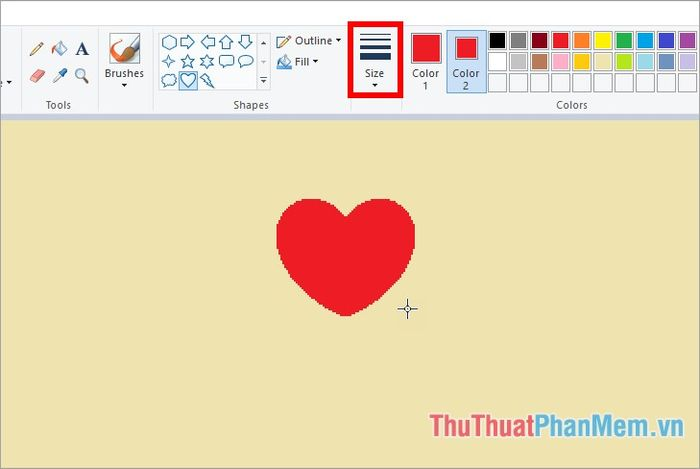 Outline
Fill
Brushes
Size
Color
1
Color
2
Tools
Shapes
Colors
ThuThuatPhanMem.vn